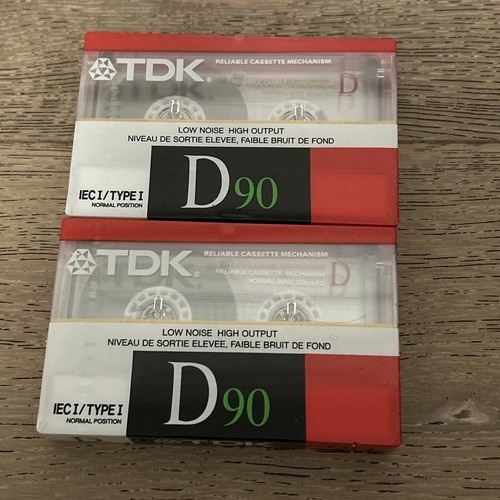 TDK® RELIABLE CASSETTE MECHANISM
D
LOW NOISE HIGH OUTPUT
NIVEAU DE SORTIE ELEVEE, FAIBLE BRUIT DE FOND
IEC I/TYPE I
NORMAL POSITION
D90
TDK® RELIABLE CASSETTE MECHANISM
RELIABLE CASSETTE MECHANISM
D
LOW NOISE HIGH OUTPUT
NIVEAU DE SORTIE ELEVEE, FAIBLE BRUIT DE FOND
IEC I/TYPE I
NORMAL POSITION
D90